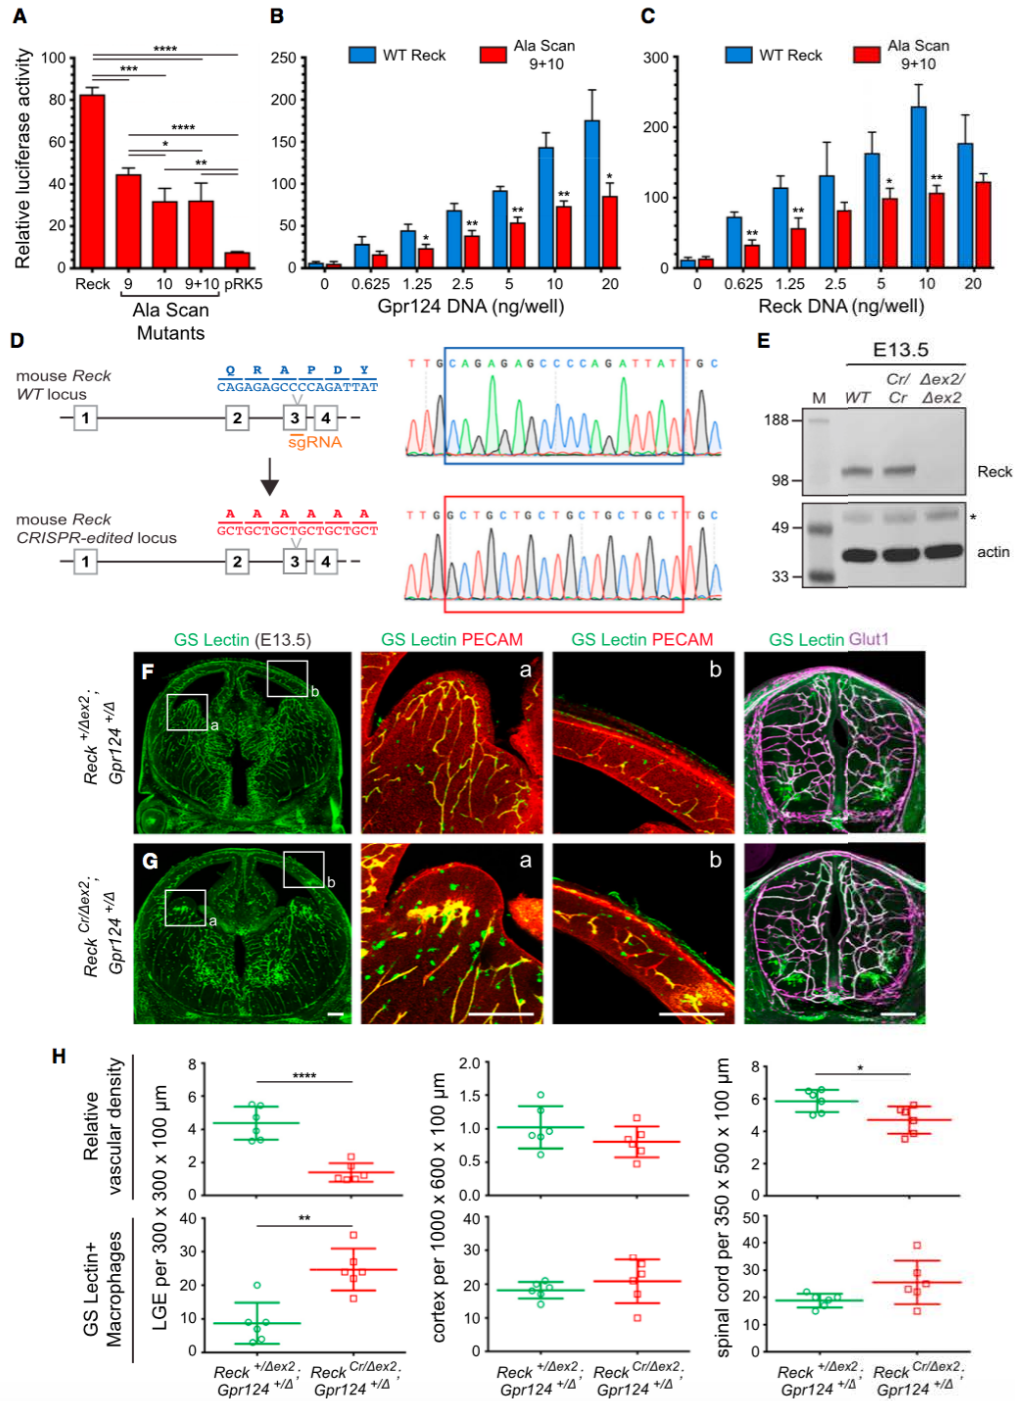 A
B
C
Relative luciferase activity
100
80
60
40
20
0
****
***
****
*
**
Reck 9 10 9+10 pRK5
Ala Scan
Mutants
250
200
150
100
50
0
WT Reck
Ala Scan
9+10
* ** ** ** *
0 0.625 1.25 2.5 5 10 20
Gpr124 DNA (ng/well)
300
200
100
0
WT Reck
Ala Scan
9+10
** ** * **
0 0.625 1.25 2.5 5 10 20
Reck DNA (ng/well)
D
mouse Reck
WT locus
Q R A P D Y
CAGAGAGCCCCAGATTAT
1 2 3 4
sgRNA
mouse Reck
CRISPR-edited locus
A A A A A A
GCTGCTGCTGCTGCTGCT
1 2 3 4
T T G C A G A G A G C C C C A G A T T A T T G C
T T G G C T G C T G C T G C T G C T G C T T G C
E
E13.5
M WT Cr/Cr Δex2/Δex2
188
98
Reck
49
33
*
actin
GS Lectin (E13.5)
GS Lectin PECAM
GS Lectin PECAM
GS Lectin Glut1
Reck +/Δex2;
Gpr124 +/Δ
F
a
b
a
b
Reck Cr/Δex2;
Gpr124 +/Δ
G
a
b
a
b
H
Relative
vascular density
GS Lectin+
Macrophages
LGE per 300 x 300 x 100 µm
8
6
4
2
0
****
40
30
20
10
0
**
Reck +/Δex2;
Gpr124 +/Δ
Reck Cr/Δex2;
Gpr124 +/Δ
cortex per 1000 x 600 x 100 µm
2.0
1.5
1.0
0.5
0.0
40
30
20
10
0
Reck +/Δex2;
Gpr124 +/Δ
Reck Cr/Δex2;
Gpr124 +/Δ
spinal cord per 350 x 500 x 100 µm
8
6
4
2
0
*
50
40
30
20
10
0
Reck +/Δex2;
Gpr124 +/Δ
Reck Cr/Δex2;
Gpr124 +/Δ